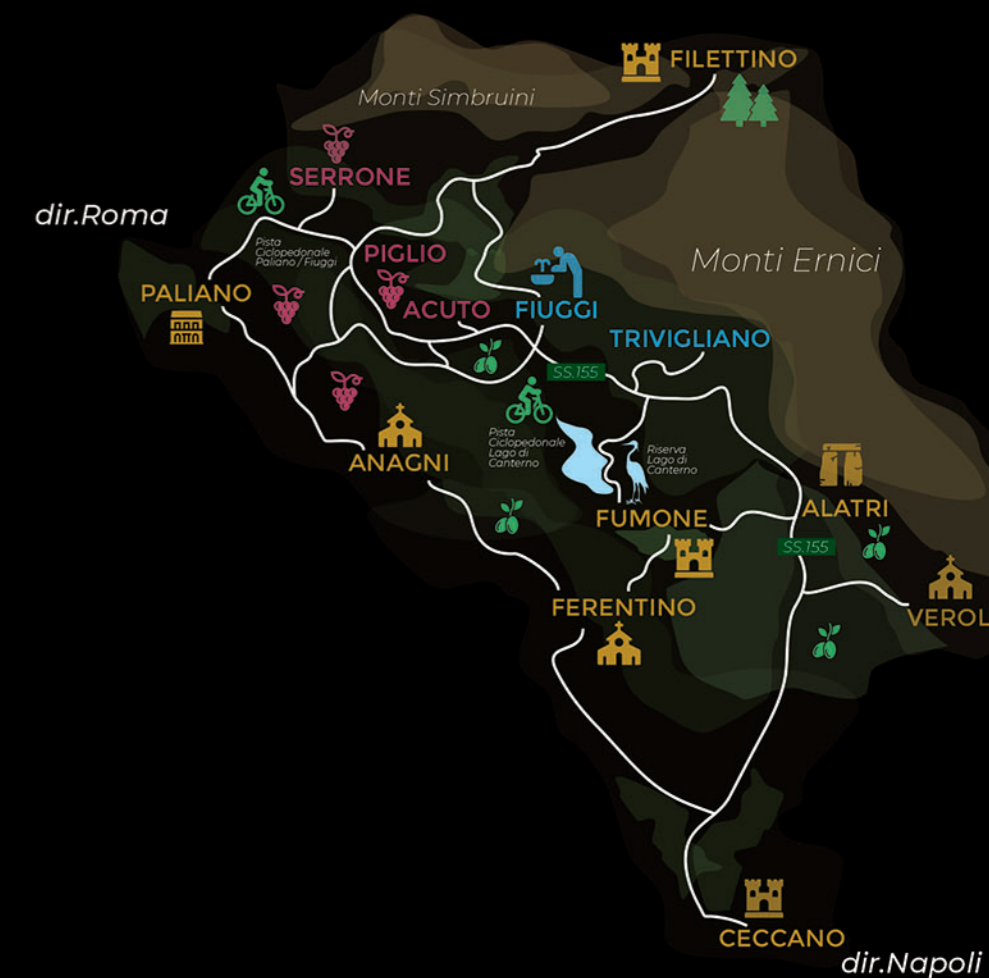 FILETTINO
Monti Simbruini
SERRONE
dir.Roma
Pista
Ciclopedonale
Paliano / Fiuggi
PIGLIO
Monti Ernici
PALIANO
ACUTO
FIUGGI
TRIVIGLIANO
SS.155
Pista
Ciclopedonale
Lago di
Canterno
Riserva
Lago di
Canterno
ANAGNI
FUMONE
ALATRI
SS.155
FERENTINO
VEROL
CECCANO
dir.Napoli